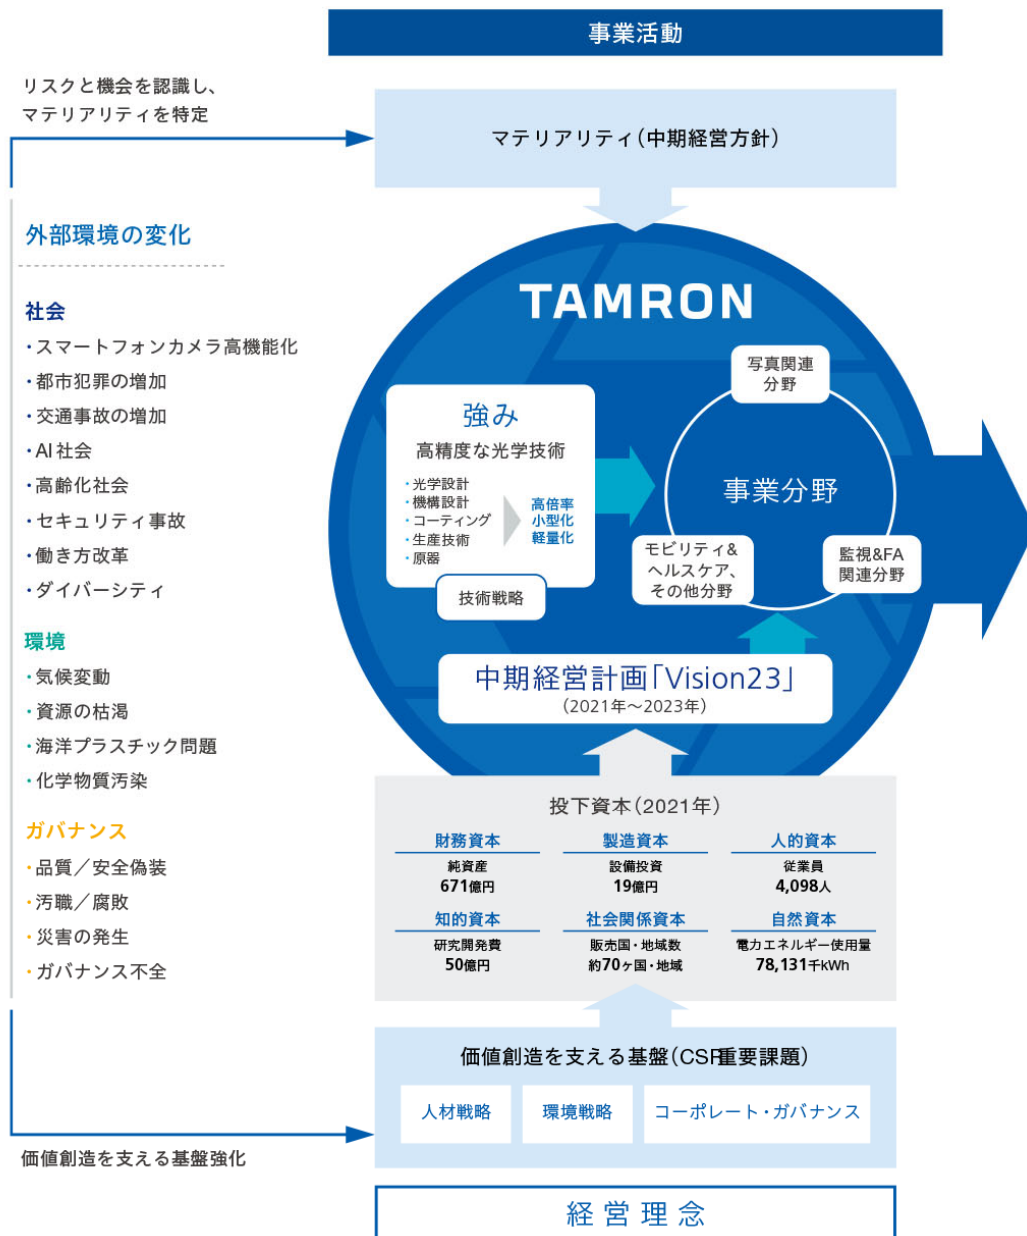 事業活動
リスクと機会を認識し、
マテリアリティを特定
マテリアリティ(中期経営方針)
外部環境の変化
社会
・スマートフォンカメラ高機能化
・都市犯罪の増加
・交通事故の増加
・AI社会
・高齢化社会
・セキュリティ事故
・働き方改革
・ダイバーシティ
環境
・気候変動
・資源の枯渇
・海洋プラスチック問題
・化学物質汚染
ガバナンス
・品質／安全偽装
・汚職／腐敗
・災害の発生
・ガバナンス不全
価値創造を支える基盤強化
TAMRON
強み
高精度な光学技術
・光学設計
・機構設計
・コーティング
・生産技術
・原器
高倍率
小型化
軽量化
技術戦略
写真関連
分野
事業分野
モビリティ&
ヘルスケア、
その他分野
監視&FA
関連分野
中期経営計画「Vision23」
(2021年～2023年)
投下資本(2021年)
財務資本
純資産
671億円
製造資本
設備投資
19億円
人的資本
従業員
4,098人
知的資本
研究開発費
50億円
社会関係資本
販売国・地域数
約70ヶ国・地域
自然資本
電力エネルギー使用量
78,131千kWh
価値創造を支える基盤(CSR重要課題)
人材戦略
環境戦略
コーポレート・ガバナンス
経営理念